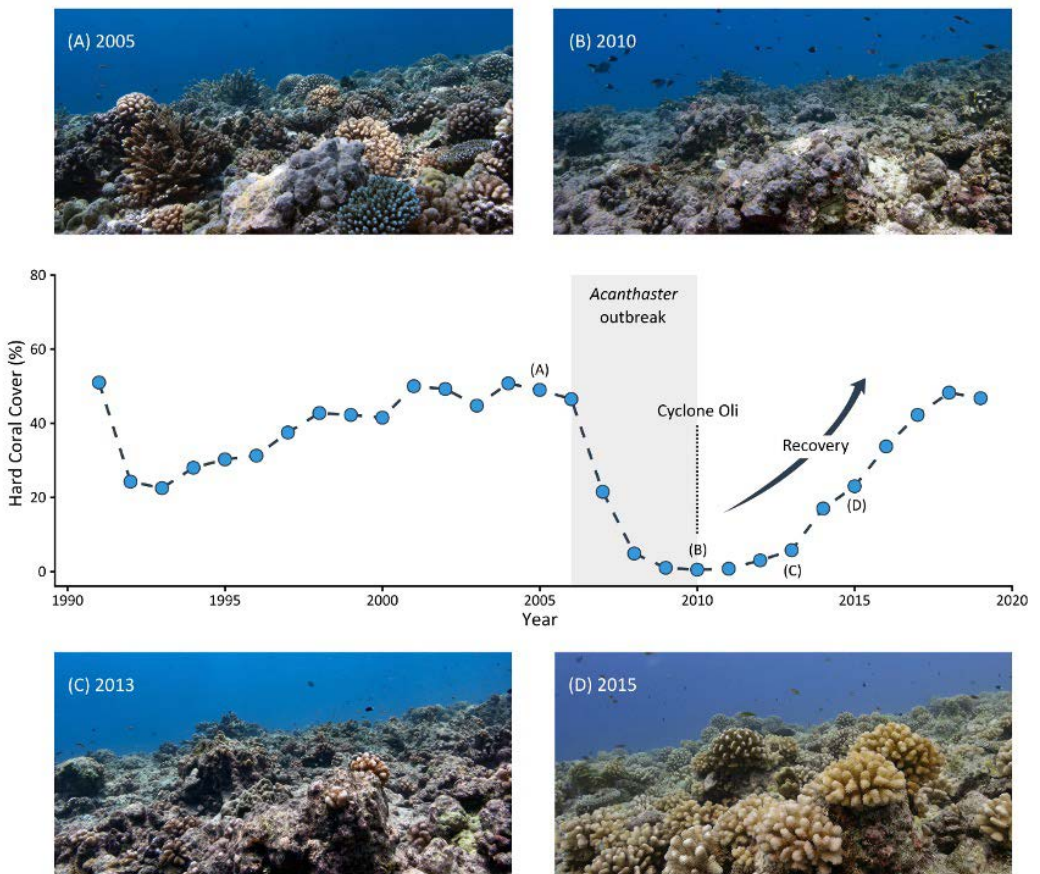 (A) 2005
(B) 2010
80
60
40
20
0
Hard Coral Cover (%)
Acanthaster
outbreak
(A)
Cyclone Oli
Recovery
(B)
(C)
(D)
1990
1995
2000
2005
2010
2015
2020
Year
(C) 2013
(D) 2015